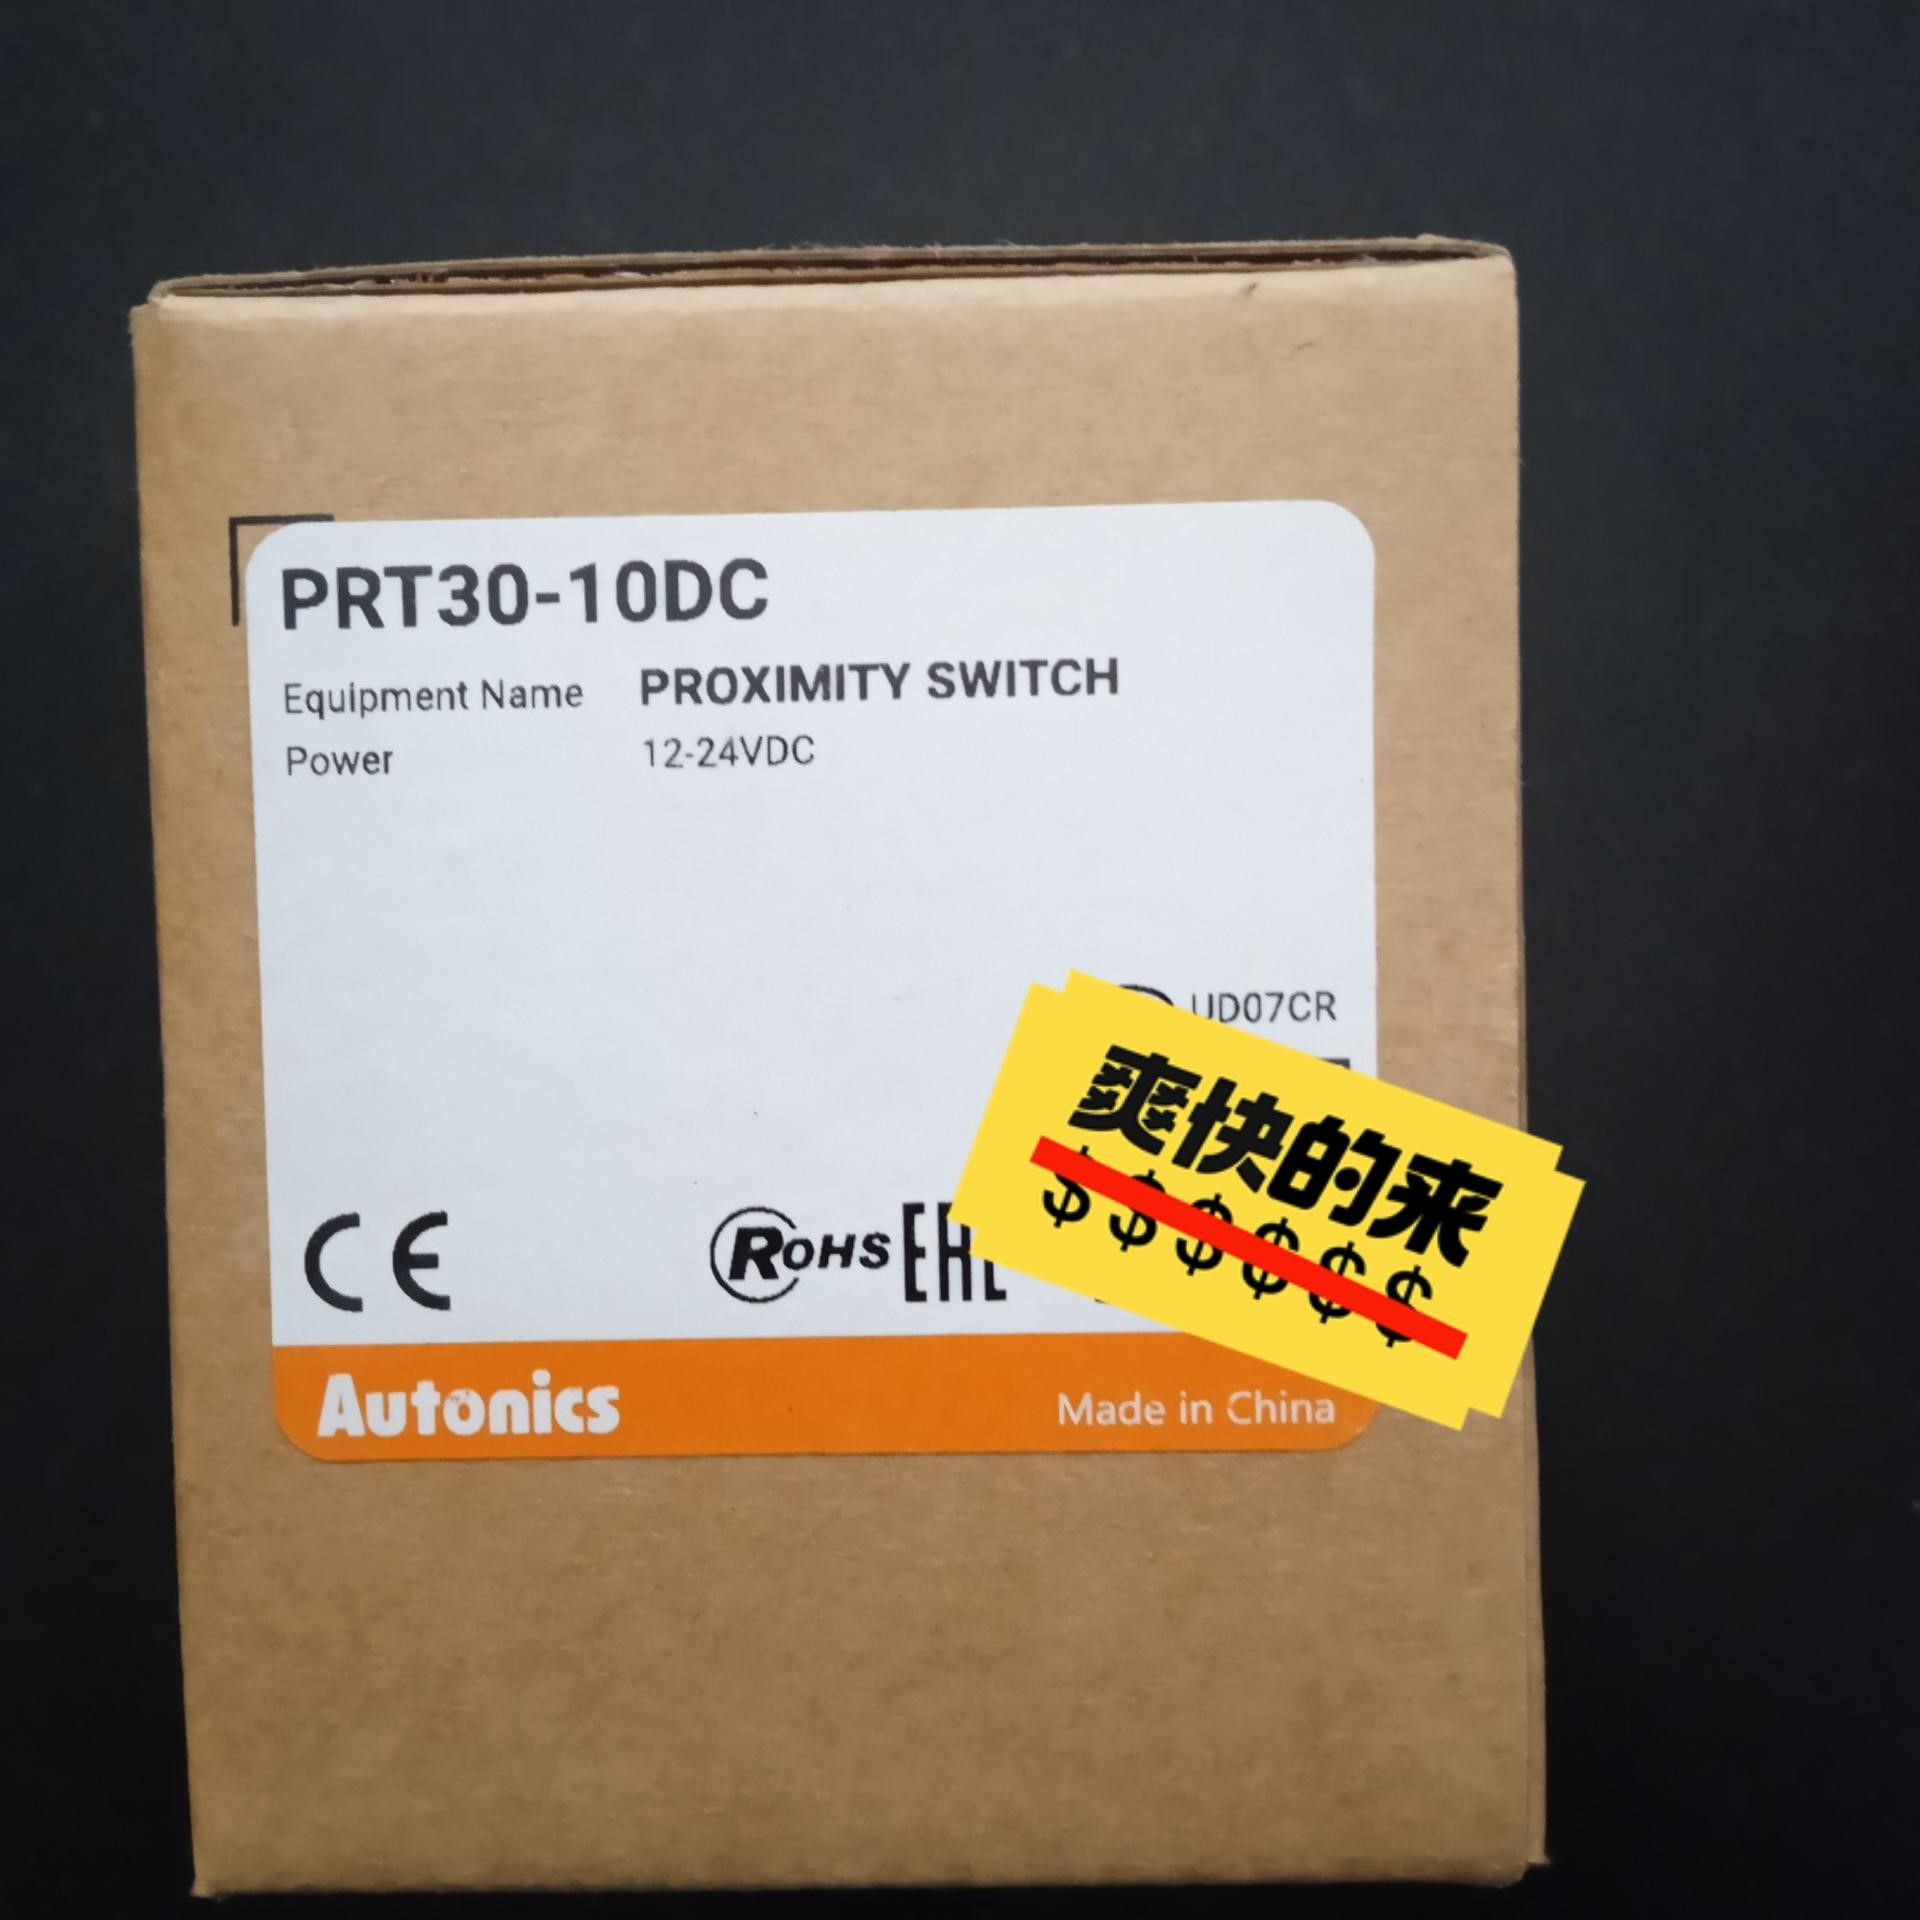 PRT30-10DC
Equipment Name PROXIMITY SWITCH
Power 12-24VDC
UD07CR
爽快的来
$$$$$$
CE
RoHS EAC
Autonics
Made in China